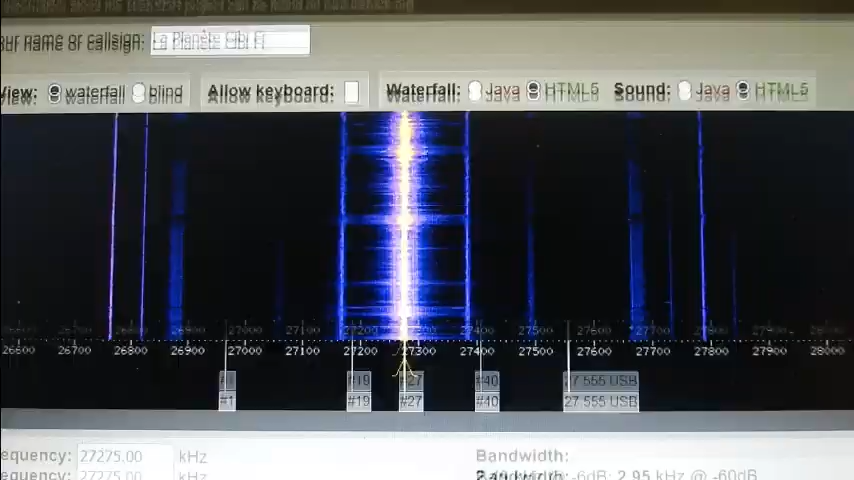 our name or callsign: La Planète Cibi Fi
View: waterfall blind Allow keyboard: Waterfall: Java HTML5 Sound: Java HTML5
26600 26700 26800 26900 27000 27100 27200 27300 27400 27500 27600 27700 27800 27900 28000
#1 #19 #27 #40 27 555 USB
equency: 27275.00 kHz Bandwidth:
-6dB; 2.95 kHz @ -60dB